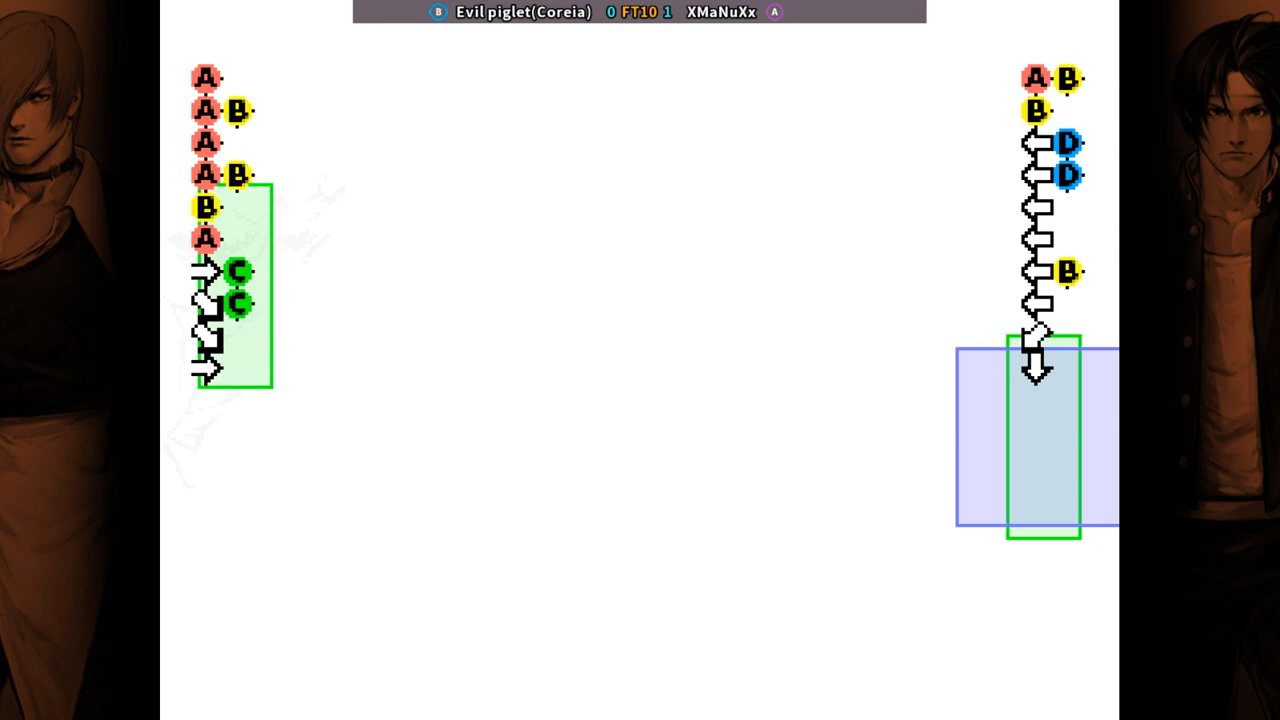 B Evil piglet(Coreia) 0 FT10 1 XMaNuXx A
A A B
A B B
A D
A B D
B
A
C B
C